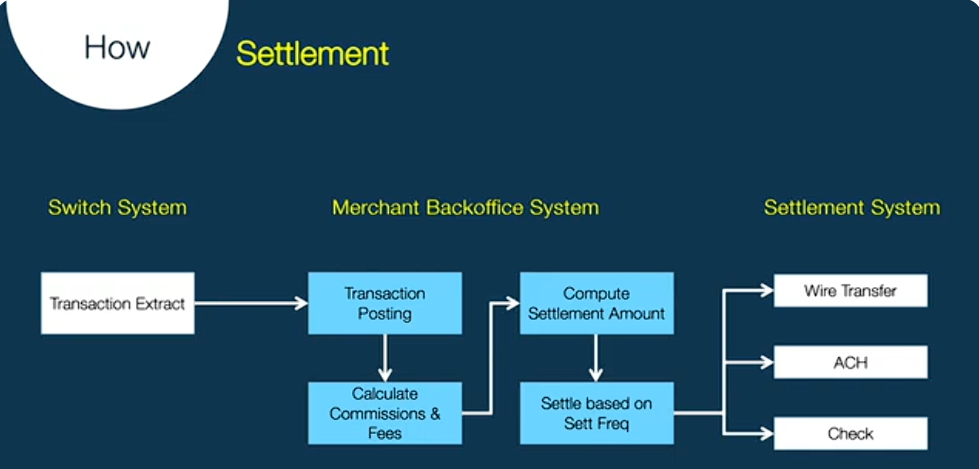 How
Settlement
Switch System
Merchant Backoffice System
Settlement System
Transaction Extract
Transaction
Posting
Calculate
Commissions &
Fees
Compute
Settlement Amount
Settle based on
Sett Freq
Wire Transfer
ACH
Check